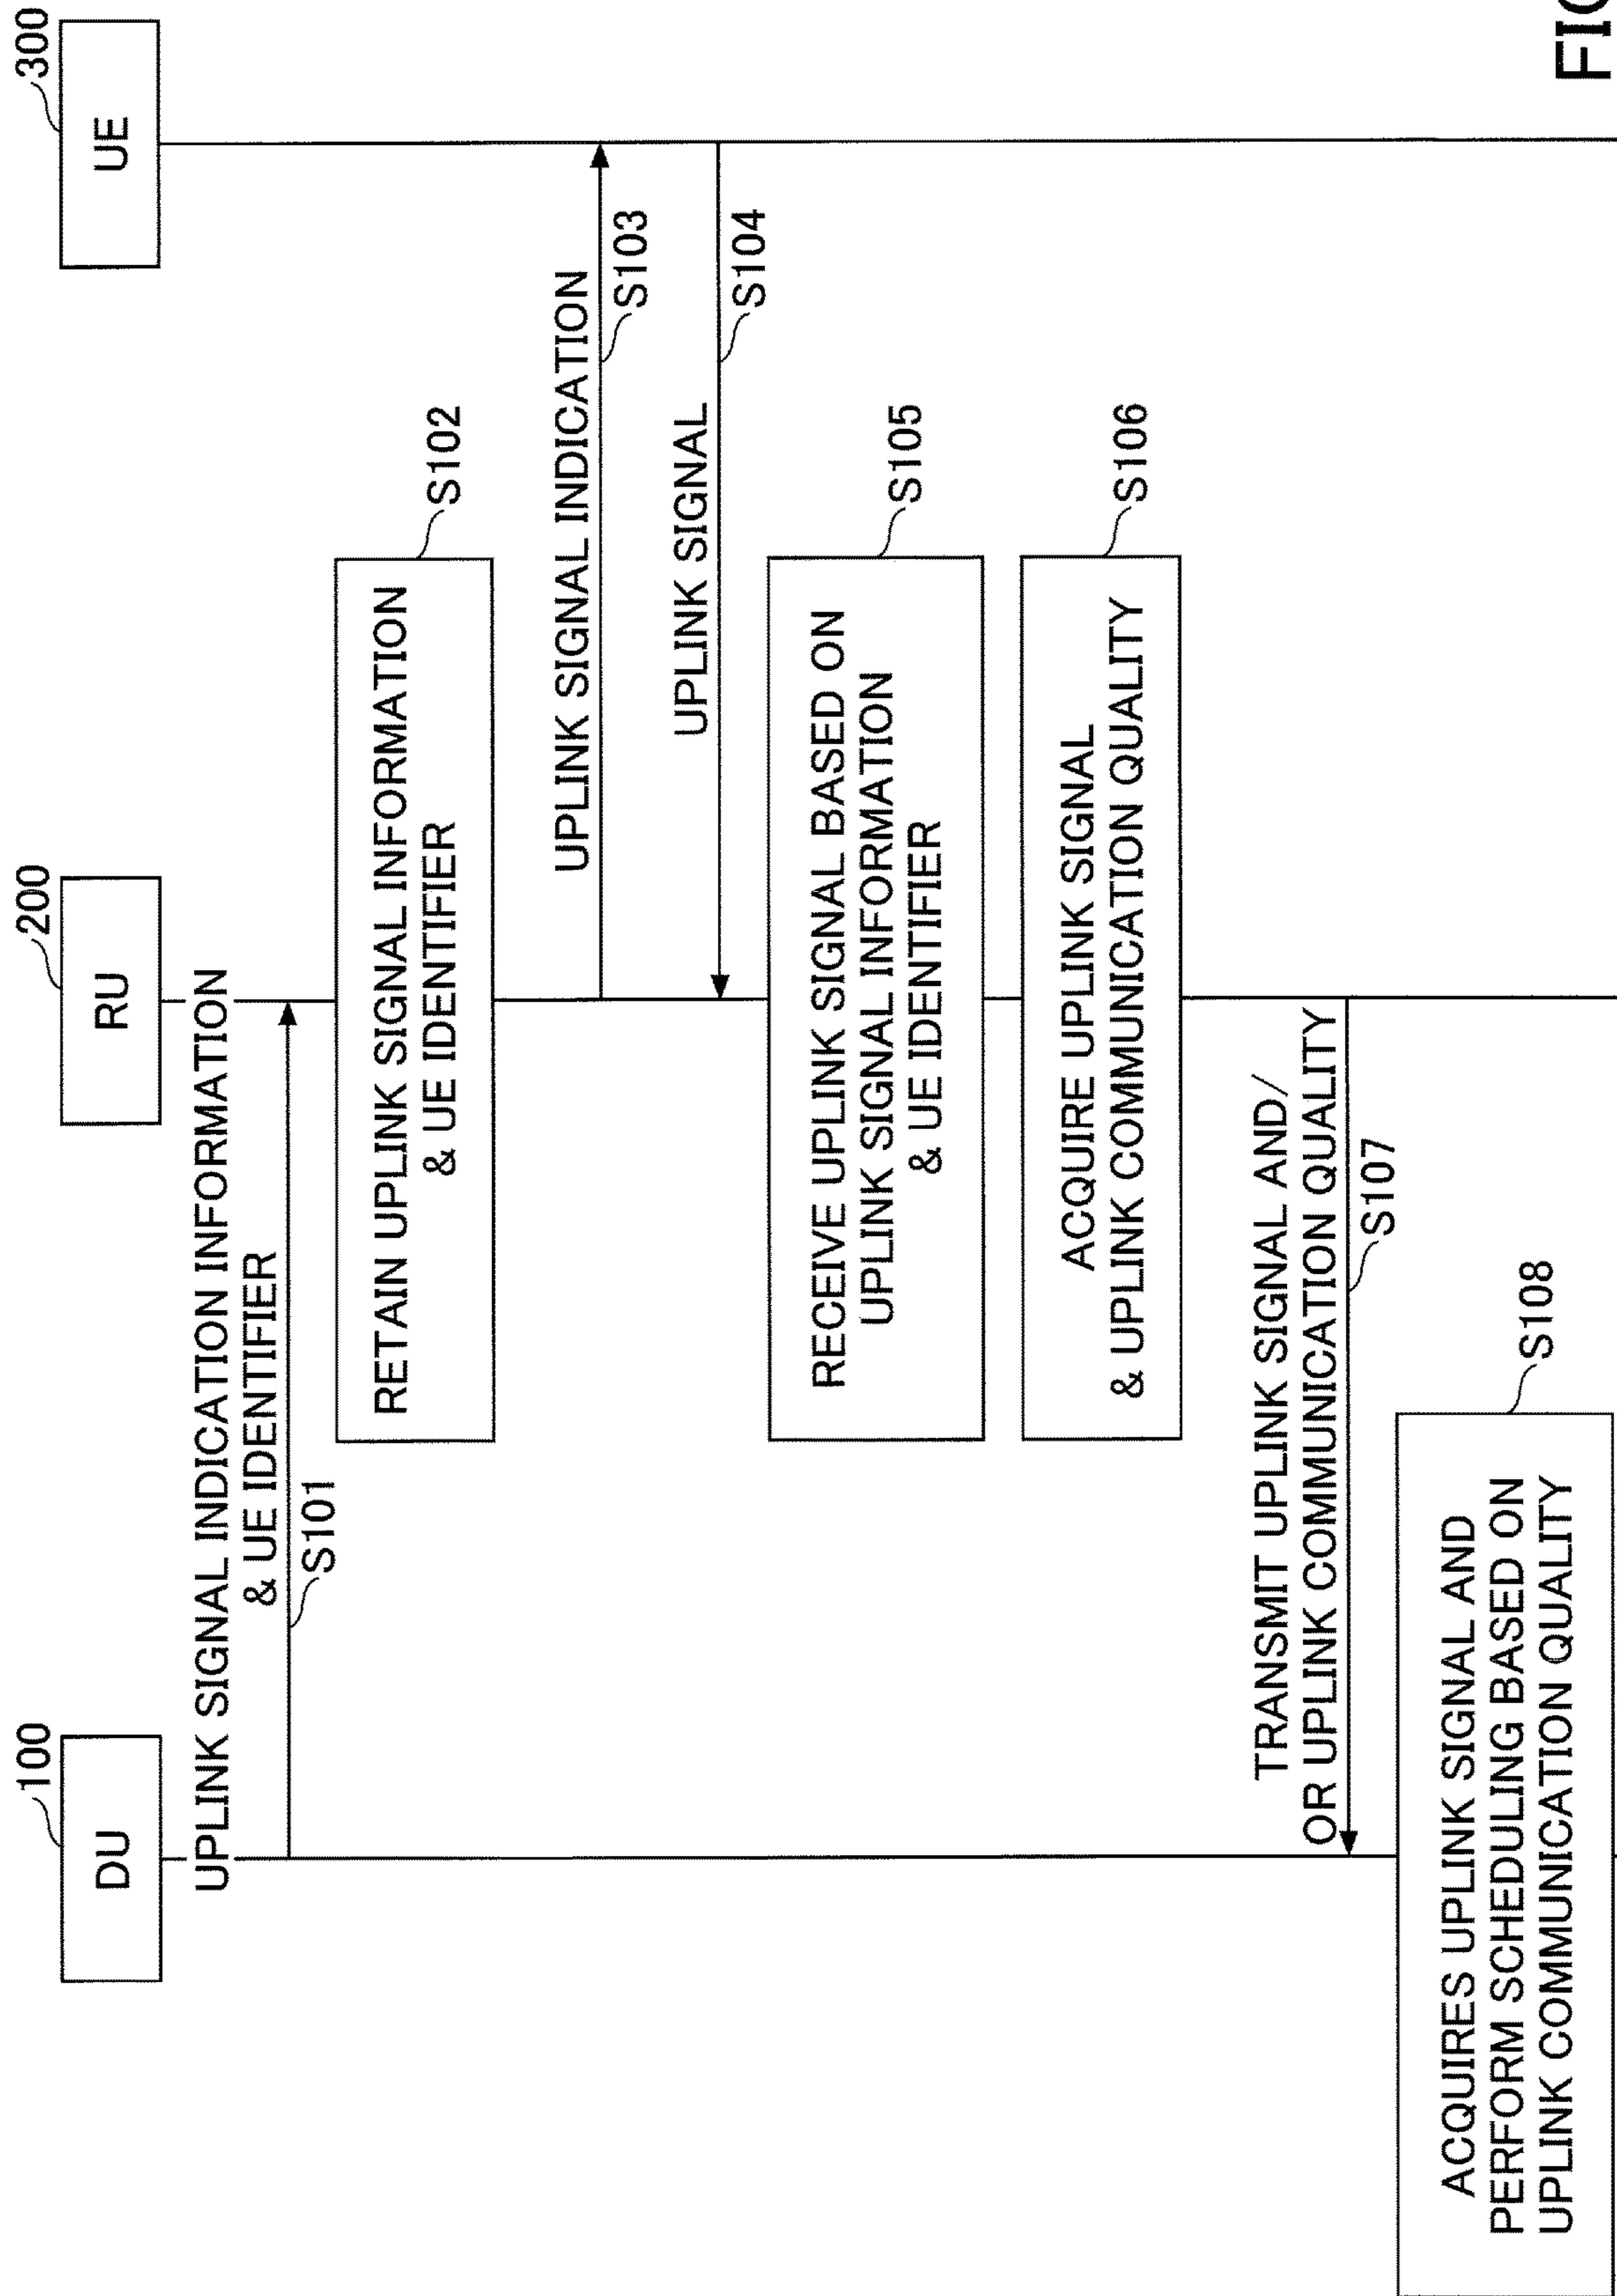 100
200
300
DU
RU
UE
UPLINK SIGNAL INDICATION INFORMATION
& UE IDENTIFIER
S101
RETAIN UPLINK SIGNAL INFORMATION
& UE IDENTIFIER
S102
UPLINK SIGNAL INDICATION
S103
UPLINK SIGNAL
S104
RECEIVE UPLINK SIGNAL BASED ON
UPLINK SIGNAL INFORMATION
& UE IDENTIFIER
S105
ACQUIRE UPLINK SIGNAL
& UPLINK COMMUNICATION QUALITY
S106
TRANSMIT UPLINK SIGNAL AND/
OR UPLINK COMMUNICATION QUALITY
S107
ACQUIRES UPLINK SIGNAL AND
PERFORM SCHEDULING BASED ON
UPLINK COMMUNICATION QUALITY
S108